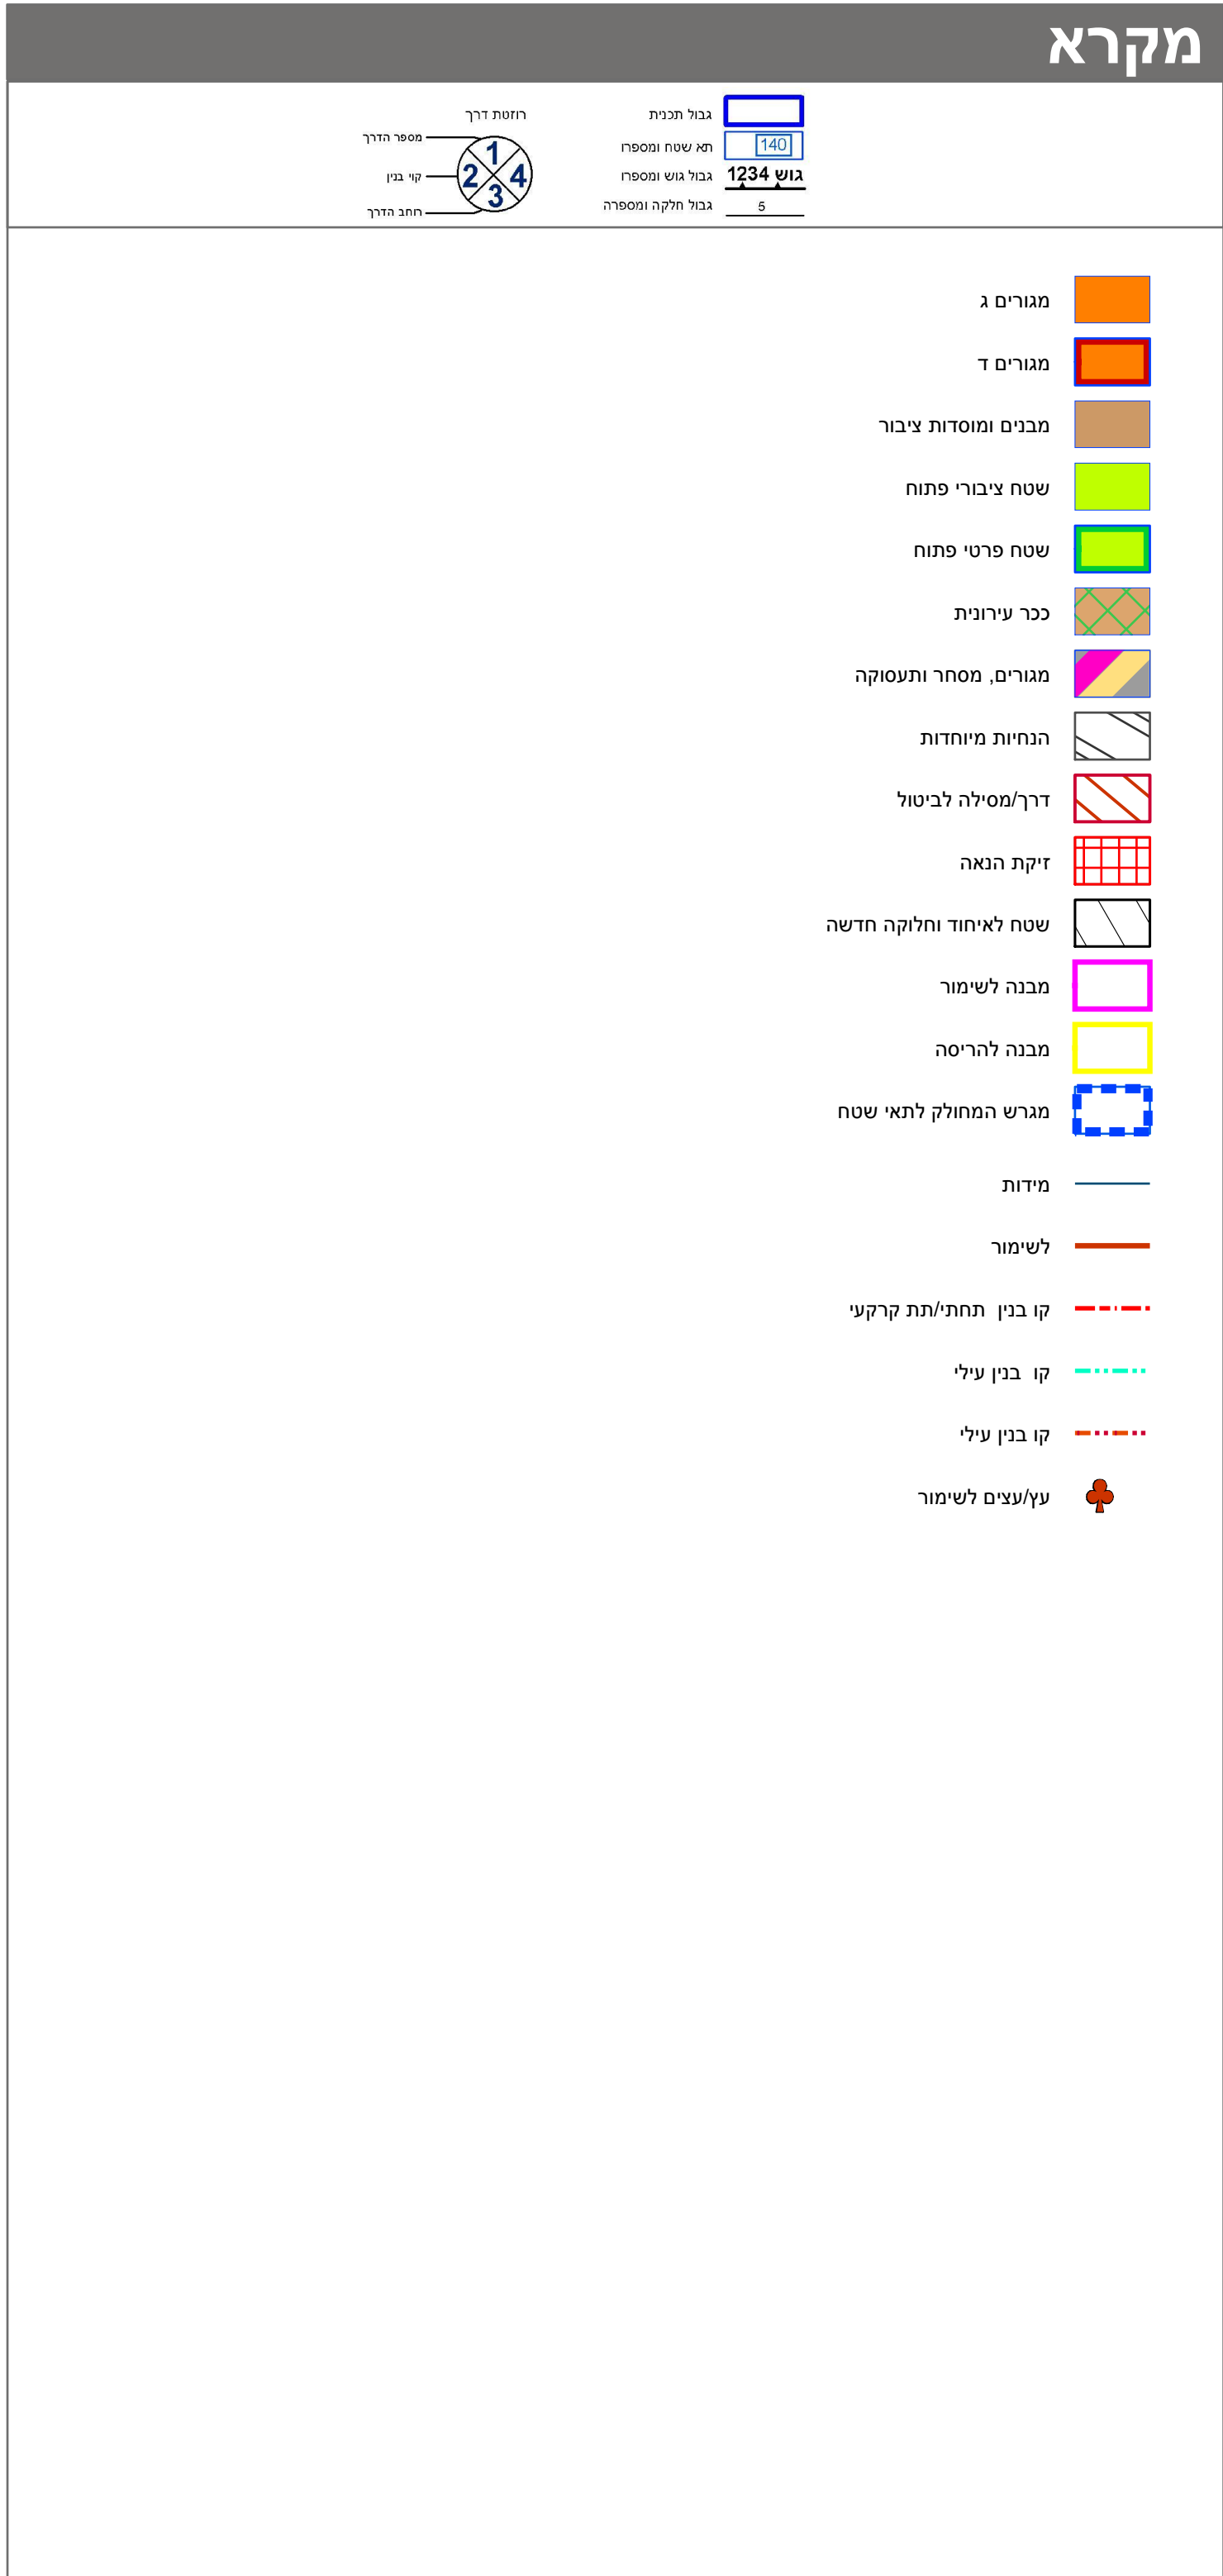 מקרא
גבול תכנית
תא שטח ומספרו
140
גבול גוש ומספרו
גוש 1234
גבול חלקה ומספרה
5
רוזטת דרך
מספר הדרך
קוי בנין
רוחב הדרך
1
2 4
3
מגורים ג
מגורים ד
מבנים ומוסדות ציבור
שטח ציבורי פתוח
שטח פרטי פתוח
ככר עירונית
מגורים, מסחר ותעסוקה
הנחיות מיוחדות
דרך/מסילה לביטול
זיקת הנאה
שטח לאיחוד וחלוקה חדשה
מבנה לשימור
מבנה להריסה
מגרש המחולק לתאי שטח
מידות
לשימור
קו בנין תחתי/תת קרקעי
קו בנין עילי
קו בנין עילי
עץ/עצים לשימור